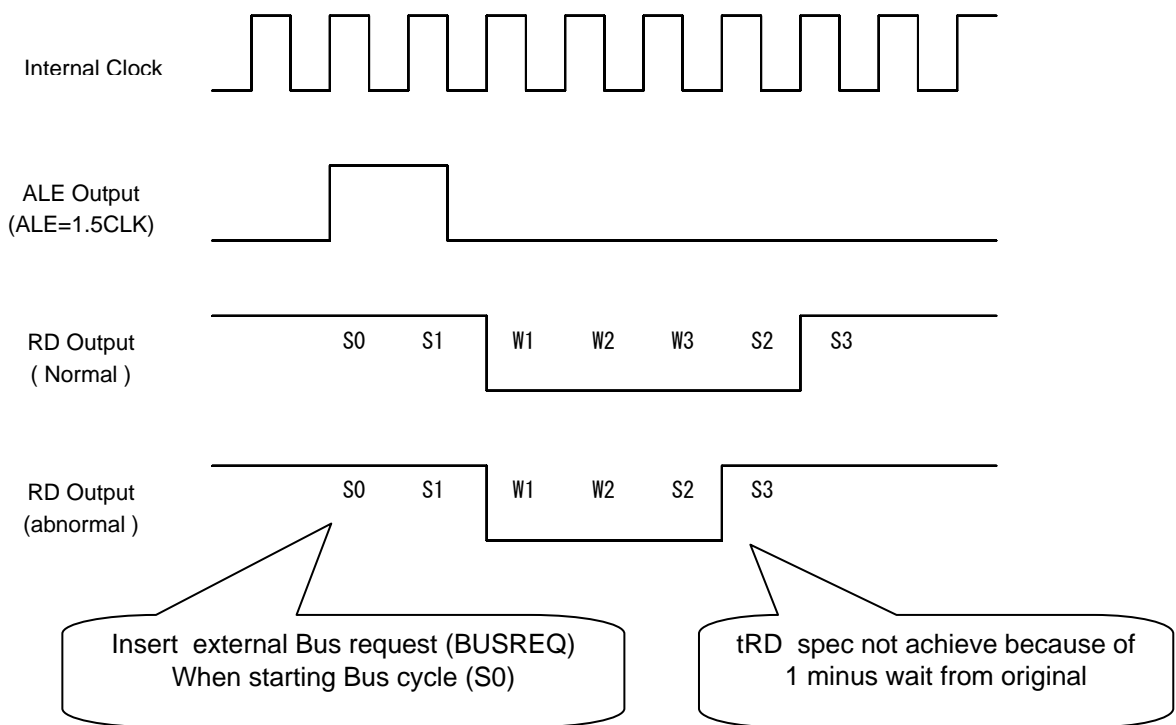 Internal Clock
ALE Output
(ALE=1.5CLK)
RD Output
( Normal )
S0 S1 W1 W2 W3 S2 S3
RD Output
(abnormal )
S0 S1 W1 W2 S2 S3
Insert external Bus request (BUSREQ)
When starting Bus cycle (S0)
tRD spec not achieve because of
1 minus wait from original